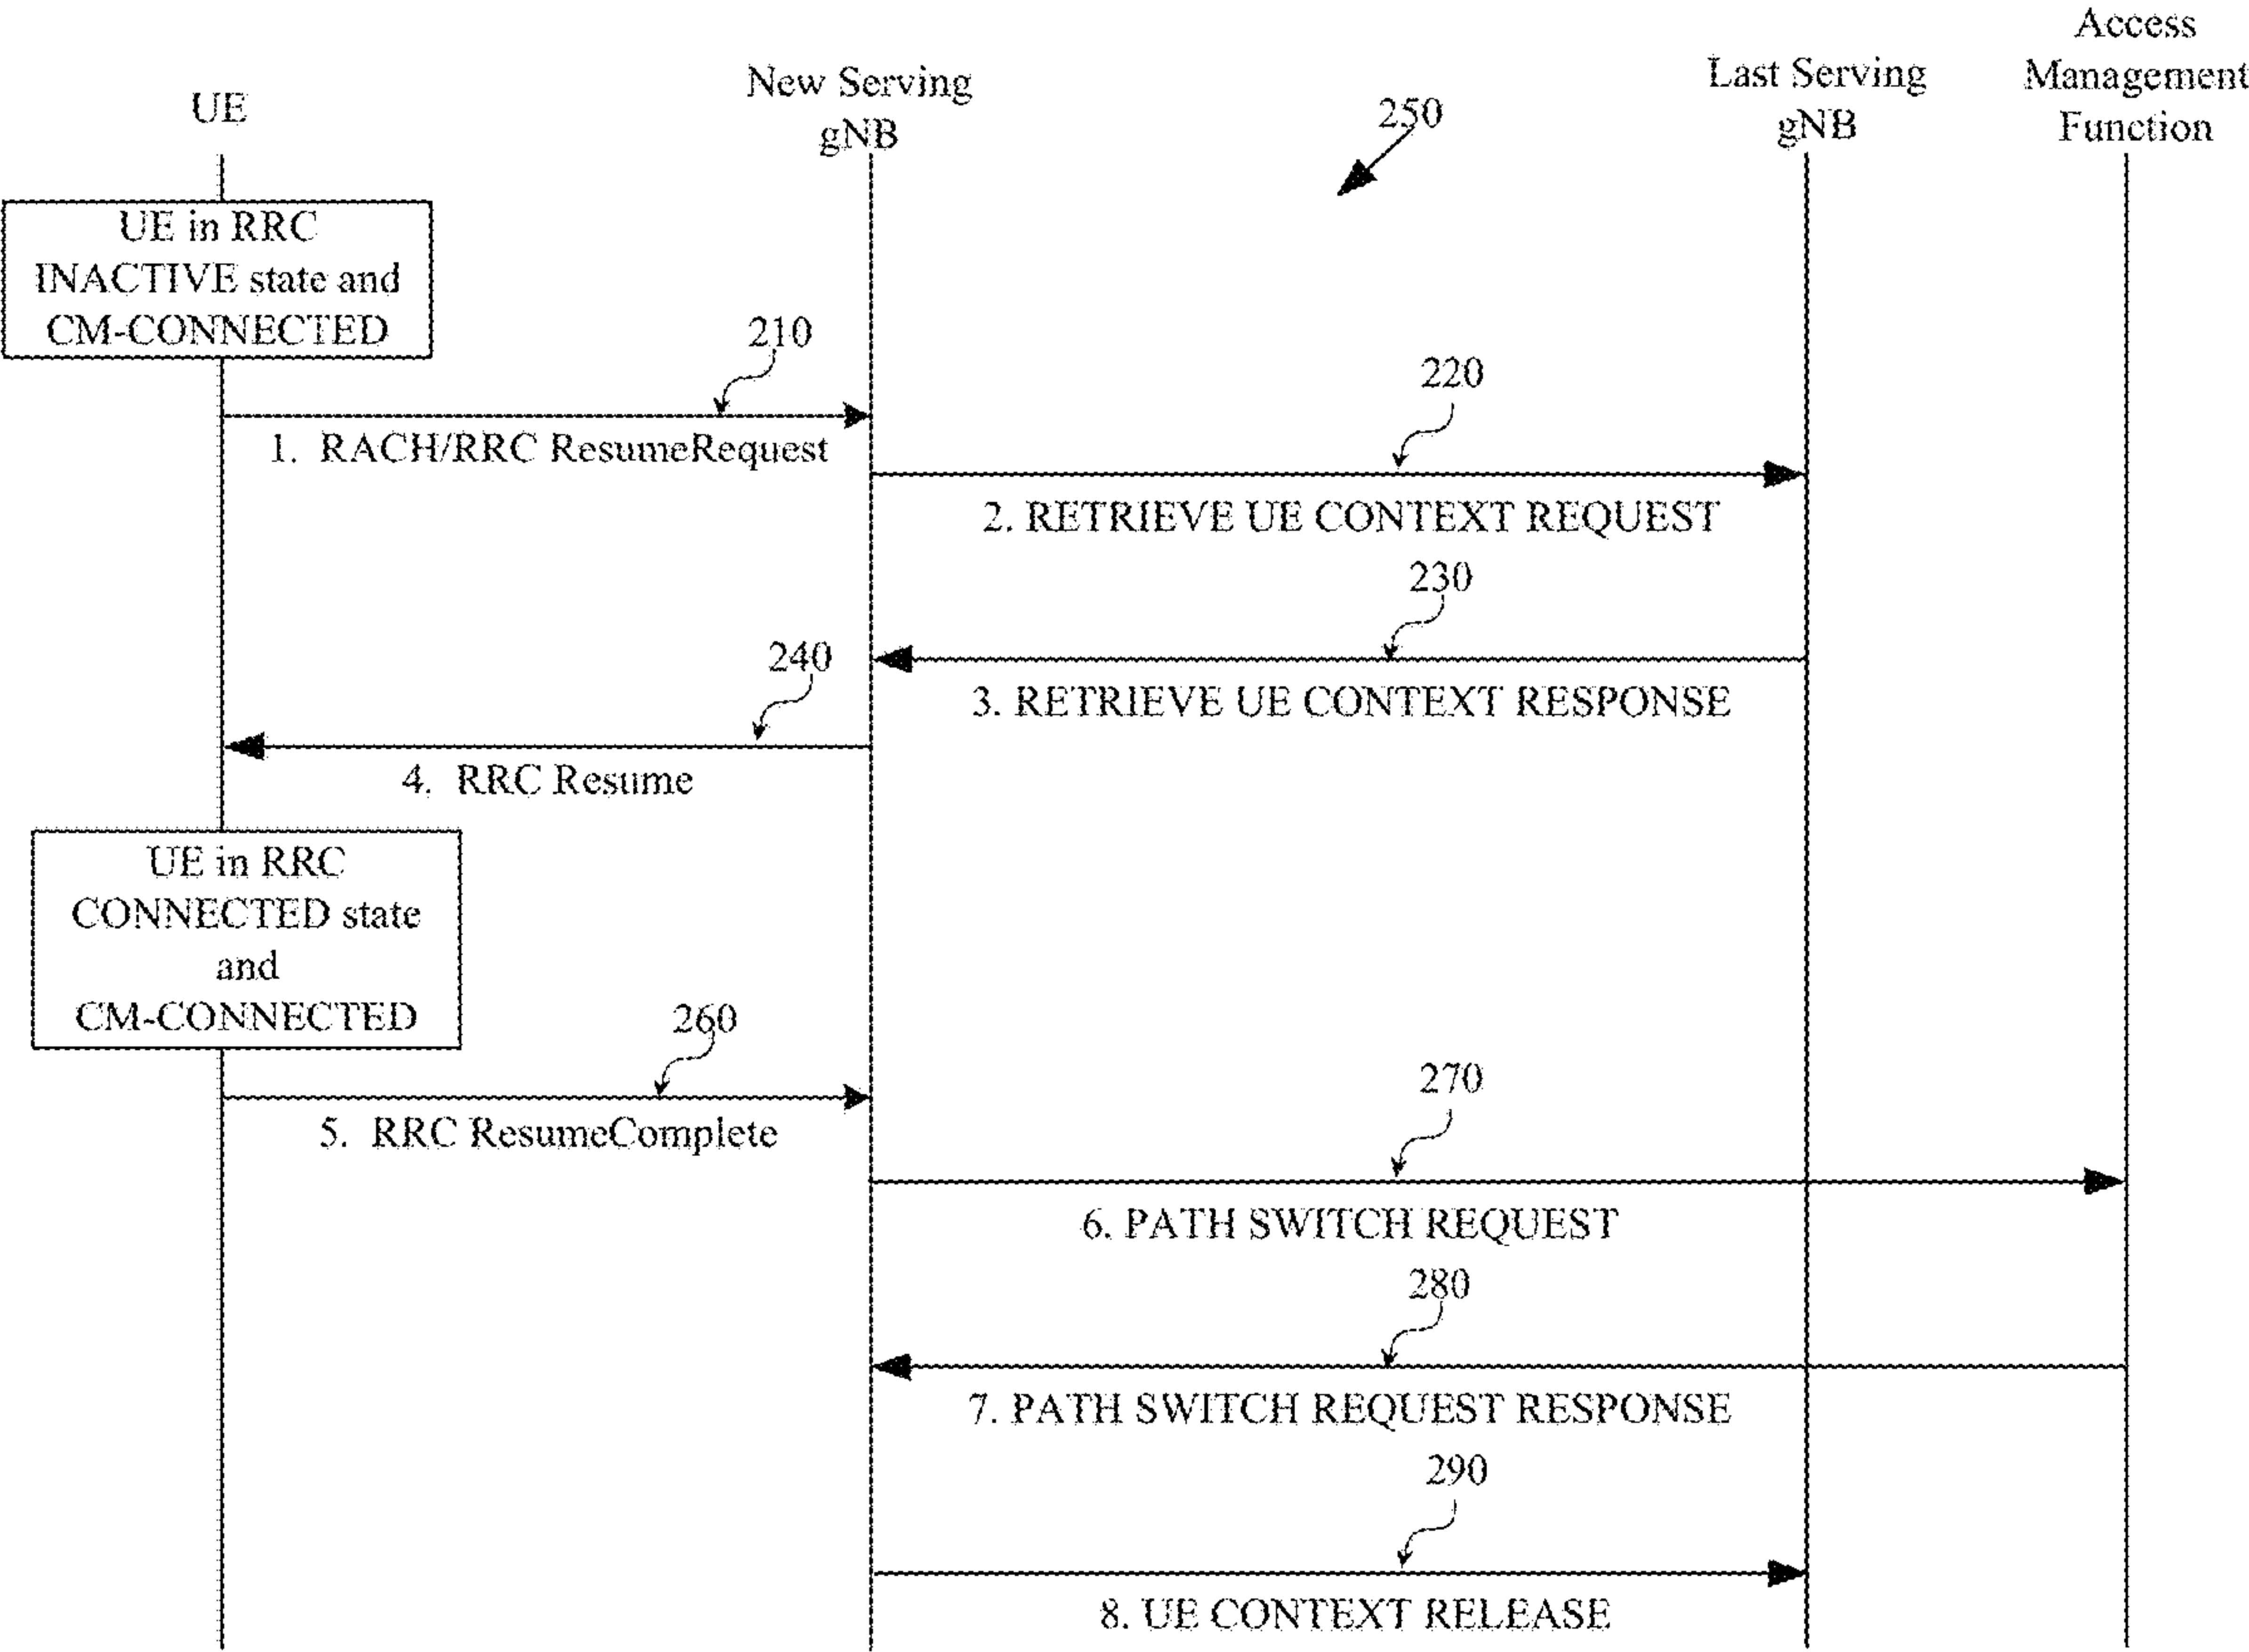 UE
New Serving
gNB
250
Last Serving
gNB
Access
Management
Function
UE in RRC
INACTIVE state and
CM-CONNECTED
210
1. RACH/RRC ResumeRequest
220
2. RETRIEVE UE CONTEXT REQUEST
230
3. RETRIEVE UE CONTEXT RESPONSE
240
4. RRC Resume
UE in RRC
CONNECTED state
and
CM-CONNECTED
260
5. RRC ResumeComplete
270
6. PATH SWITCH REQUEST
280
7. PATH SWITCH REQUEST RESPONSE
290
8. UE CONTEXT RELEASE